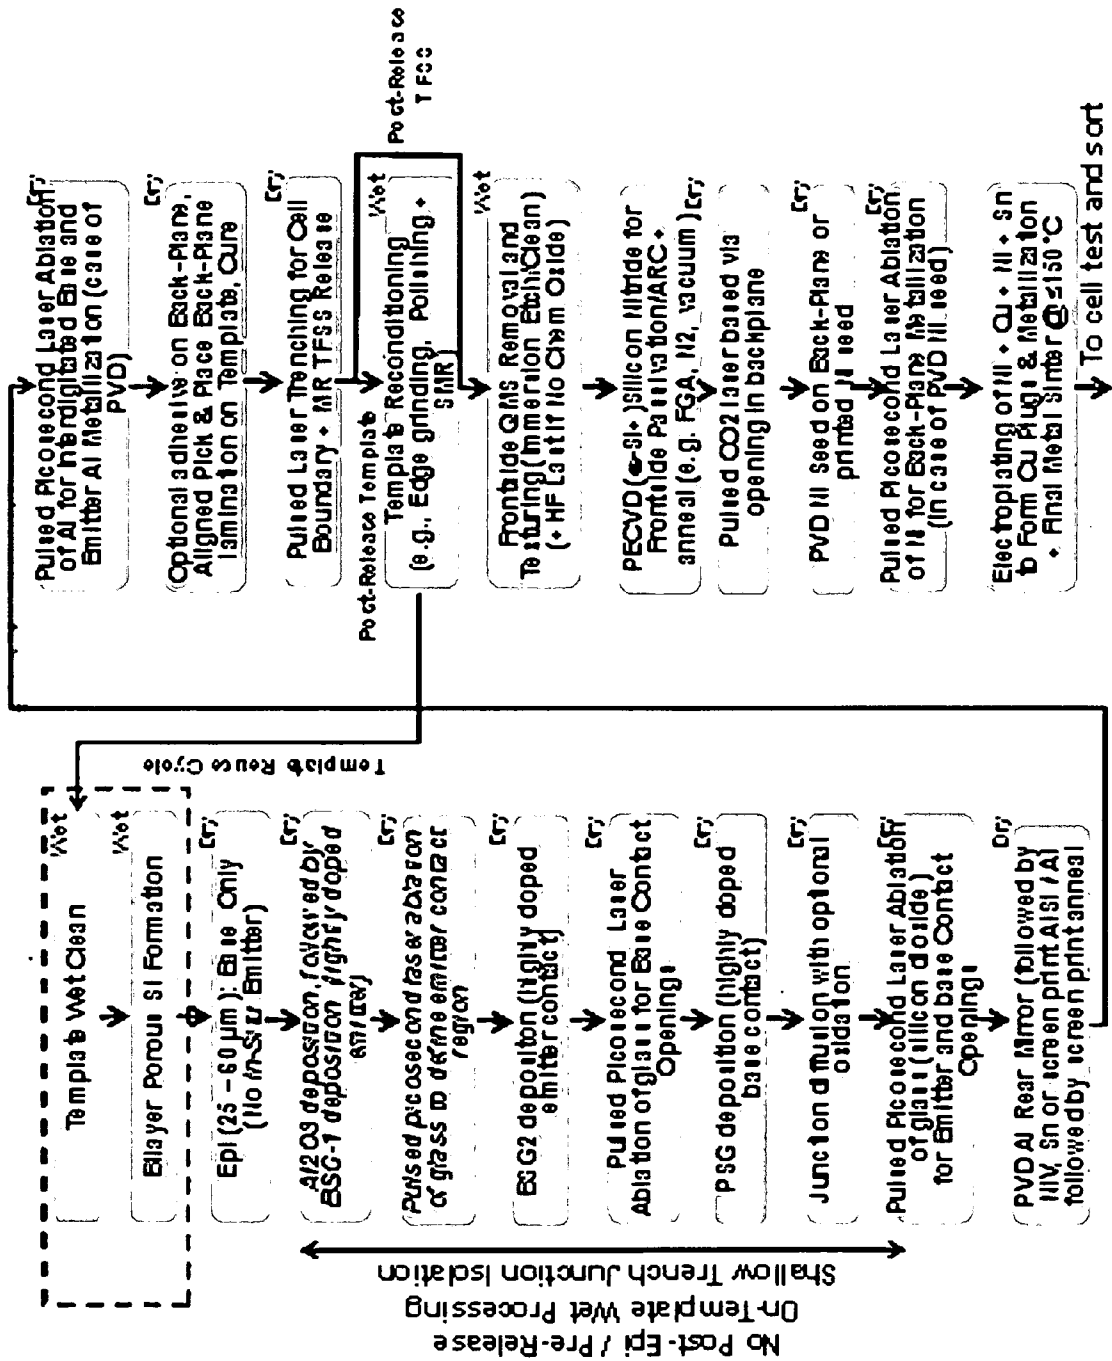 Template Wet Clean
Wet
Bilayer Porous Si Formation
Wet
Epi (25 – 60 µm): Base Only
(No In-Situ Emitter)
Dry
Al2O3 deposition, followed by
BSG-1 deposition (lightly doped
emitter)
Dry
Pulsed picosecond laser ablation
of glass to define emitter contact
region
Dry
BSG2 depositon (highly doped
emitter contact)
Dry
Pulsed Picosecond Laser
Ablation of glass for Base Contact
Openings
Dry
PSG deposition (highly doped
base contact)
Dry
Junction diffusion with optional
oxidation
Dry
Pulsed Picosecond Laser Ablation
of glass (silicon dioxide)
for Emitter and base Contact
Openings
Dry
PVD Al Rear Mirror (followed by
NiV, Sn or screen print AlSi / Al
followed by screen print anneal
Dry
No Post-Epi / Pre-Release
On-Template Wet Processing
Shallow Trench Junction Isolation
Template Reuse Cycle
Pulsed Picosecond Laser Ablation
of Al for Interdigitated Base and
Emitter Al Metallization (case of
PVD)
Dry
Optional adhesive on Back-Plane,
Aligned Pick & Place Back-Plane
lamination on Template, Cure
Dry
Pulsed Laser Trenching for Cell
Boundary + MR TFSS Release
Dry
Post-Release Template
Post-Release
TFSS
Template Reconditioning
(e.g., Edge grinding, Polishing, +
SMR)
Wet
Frontside QMS Removal and
Texturing (Immersion Etch/Clean)
(+ HF Last if No Chem Oxide)
Wet
PECVD (a-Si+) Silicon Nitride for
Frontside Passivation/ARC +
anneal (e.g. FGA, N2, vacuum)
Dry
Pulsed CO2 laser based via
opening in backplane
PVD Ni Seed on Back-Plane or
printed Ni seed
Dry
Pulsed Picosecond Laser Ablation
of Ni for Back-Plane Metallization
(in case of PVD Ni seed)
Dry
Electroplating of Ni + Cu + Ni + Sn
to Form Cu Plugs & Metallization
+ Final Metal Sinter @ ≤150°C
To cell test and sort